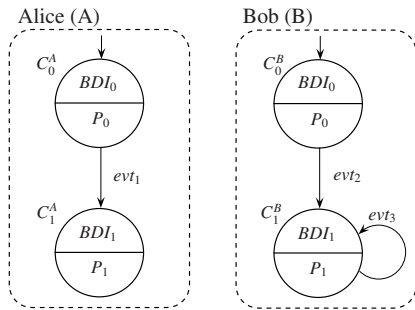 Alice (A)
C_0^A
BDI_0
P_0
evt_1
C_1^A
BDI_1
P_1
Bob (B)
C_0^B
BDI_0
P_0
evt_2
C_1^B
BDI_1
P_1
evt_3